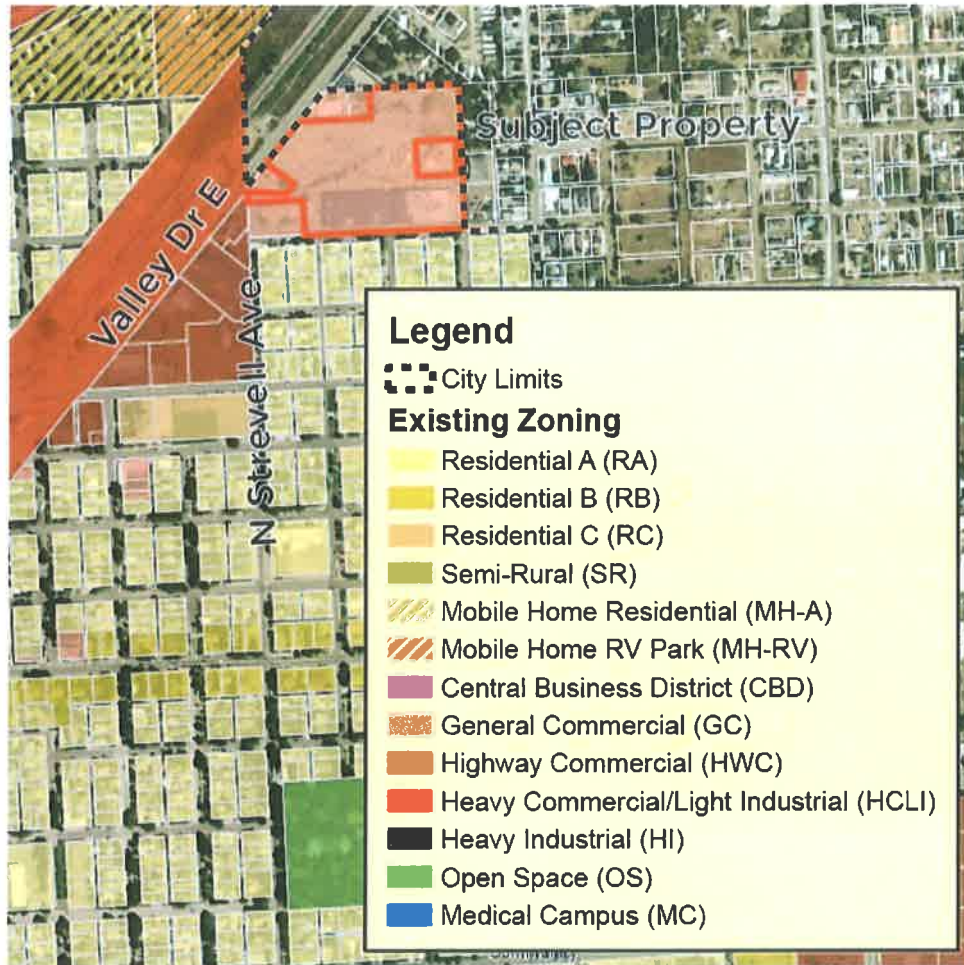 Subject Property
Valley Dr E
N Strevell Ave
Legend
City Limits
Existing Zoning
Residential A (RA)
Residential B (RB)
Residential C (RC)
Semi-Rural (SR)
Mobile Home Residential (MH-A)
Mobile Home RV Park (MH-RV)
Central Business District (CBD)
General Commercial (GC)
Highway Commercial (HWC)
Heavy Commercial/Light Industrial (HCLI)
Heavy Industrial (HI)
Open Space (OS)
Medical Campus (MC)